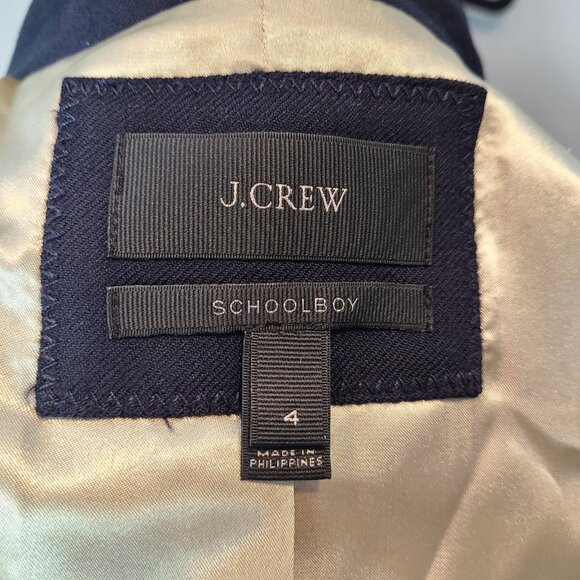 J.CREW
SCHOOLBOY
4
MADE IN
PHILIPPINES